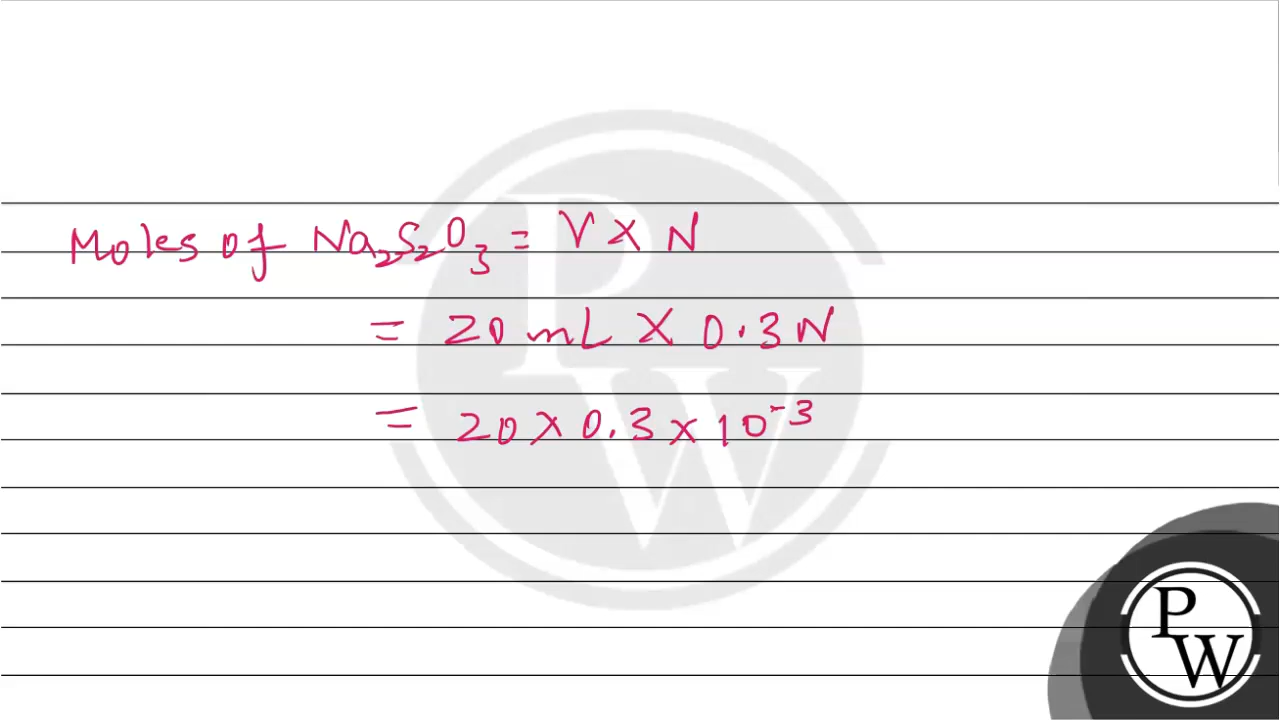 Moles of Na₂S₂O₃ = V × N
= 20 mL × 0.3 N
= 20 × 0.3 × 10⁻³
P
W
P
W